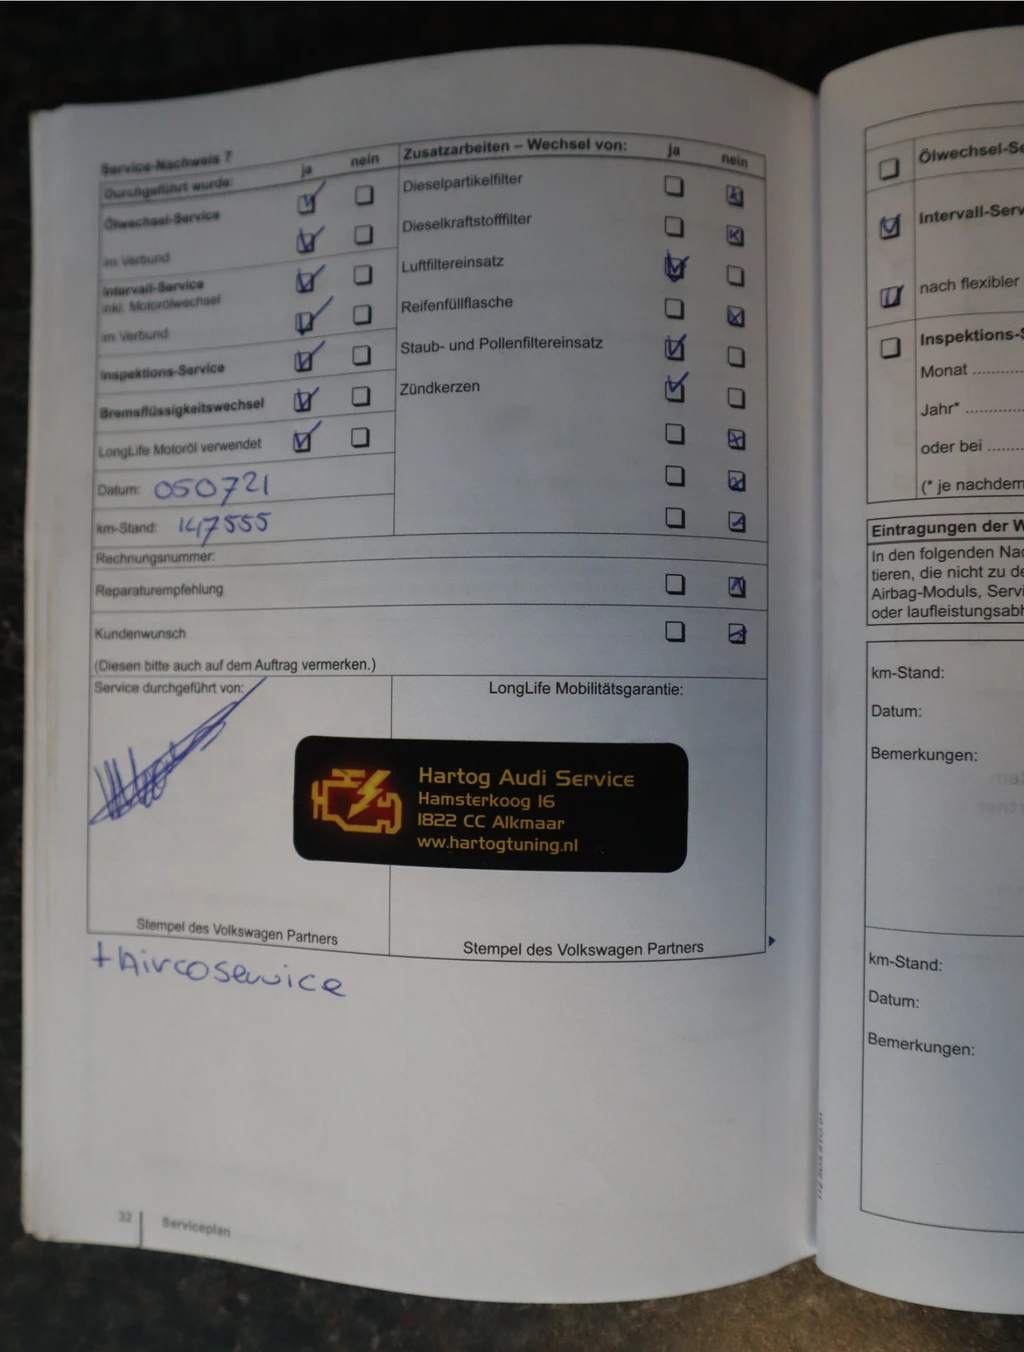 Service-Nachweis 7
ja
nein
Durchgeführt wurde:
Ölwechsel-Service
im Verbund
Intervall-Service
inkl. Motorölwechsel
im Verbund
Inspektions-Service
Bremsflüssigkeitswechsel
LongLife Motoröl verwendet
Datum: 050721
km-Stand: 147555
Zusatzarbeiten – Wechsel von:
ja
nein
Dieselpartikelfilter
Dieselkraftstofffilter
Luftfiltereinsatz
Reifenfüllflasche
Staub- und Pollenfiltereinsatz
Zündkerzen
Rechnungsnummer:
Reparaturempfehlung
Kundenwunsch
(Diesen bitte auch auf dem Auftrag vermerken.)
Service durchgeführt von:
LongLife Mobilitätsgarantie:
Hartog Audi Service
Hamsterkoog 16
1822 CC Alkmaar
ww.hartogtuning.nl
Stempel des Volkswagen Partners
Stempel des Volkswagen Partners
+ Aircoservice
32
Serviceplan
Ölwechsel-Se
Intervall-Serv
nach flexibler
Inspektions-S
Monat
Jahr*
oder bei
(* je nachdem
Eintragungen der W
In den folgenden Nac
tieren, die nicht zu de
Airbag-Moduls, Servi
oder laufleistungsabh
km-Stand:
Datum:
Bemerkungen:
km-Stand:
Datum:
Bemerkungen: